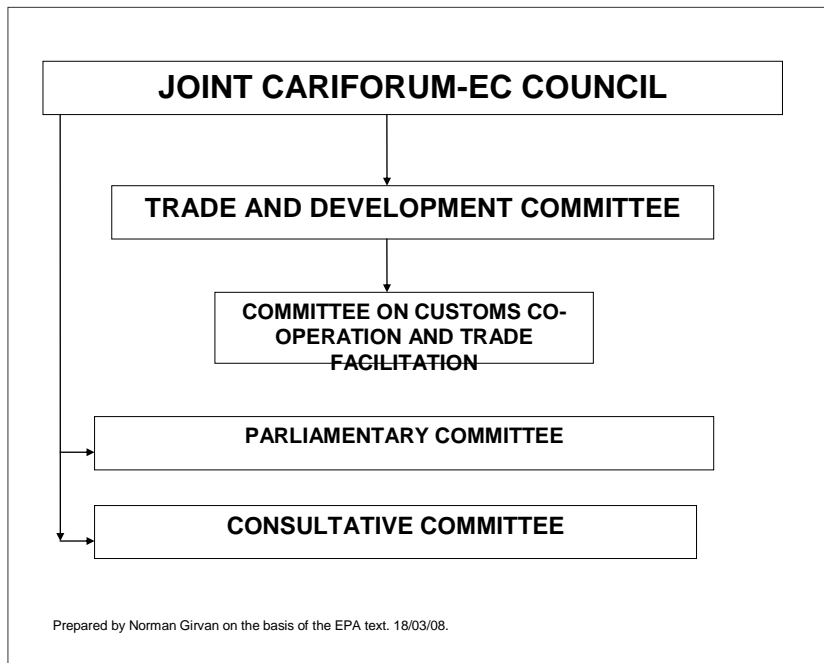 JOINT CARIFORUM-EC COUNCIL
TRADE AND DEVELOPMENT COMMITTEE
COMMITTEE ON CUSTOMS CO-
OPERATION AND TRADE
FACILITATION
PARLIAMENTARY COMMITTEE
CONSULTATIVE COMMITTEE
Prepared by Norman Girvan on the basis of the EPA text. 18/03/08.